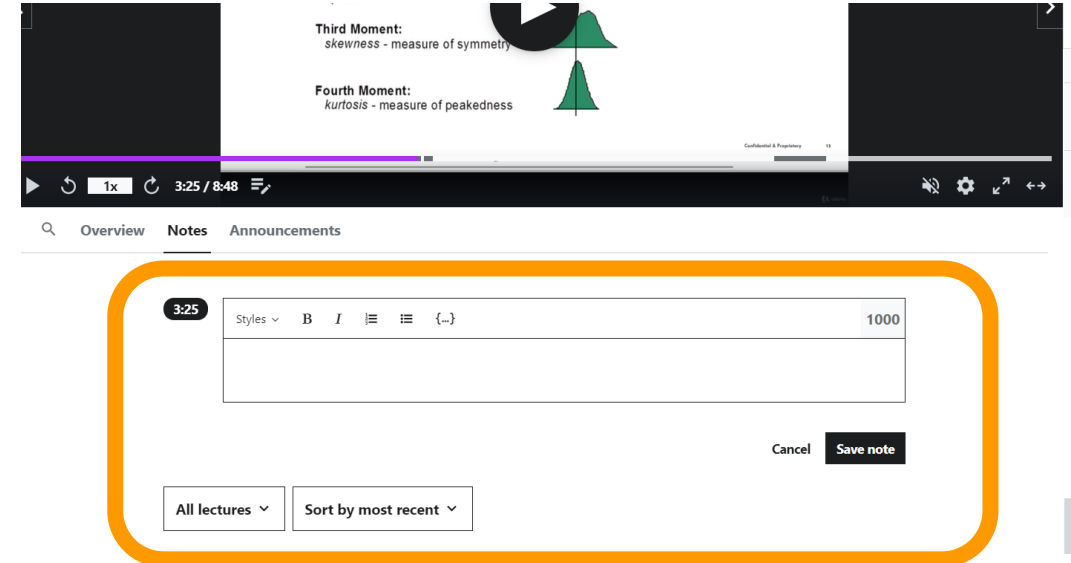 Third Moment:
skewness - measure of symmetry
Fourth Moment:
kurtosis - measure of peakedness
Confidential & Proprietary 13
1x 3:25 / 8:48
Overview Notes Announcements
3:25
Styles B I {...} 1000
Cancel Save note
All lectures Sort by most recent